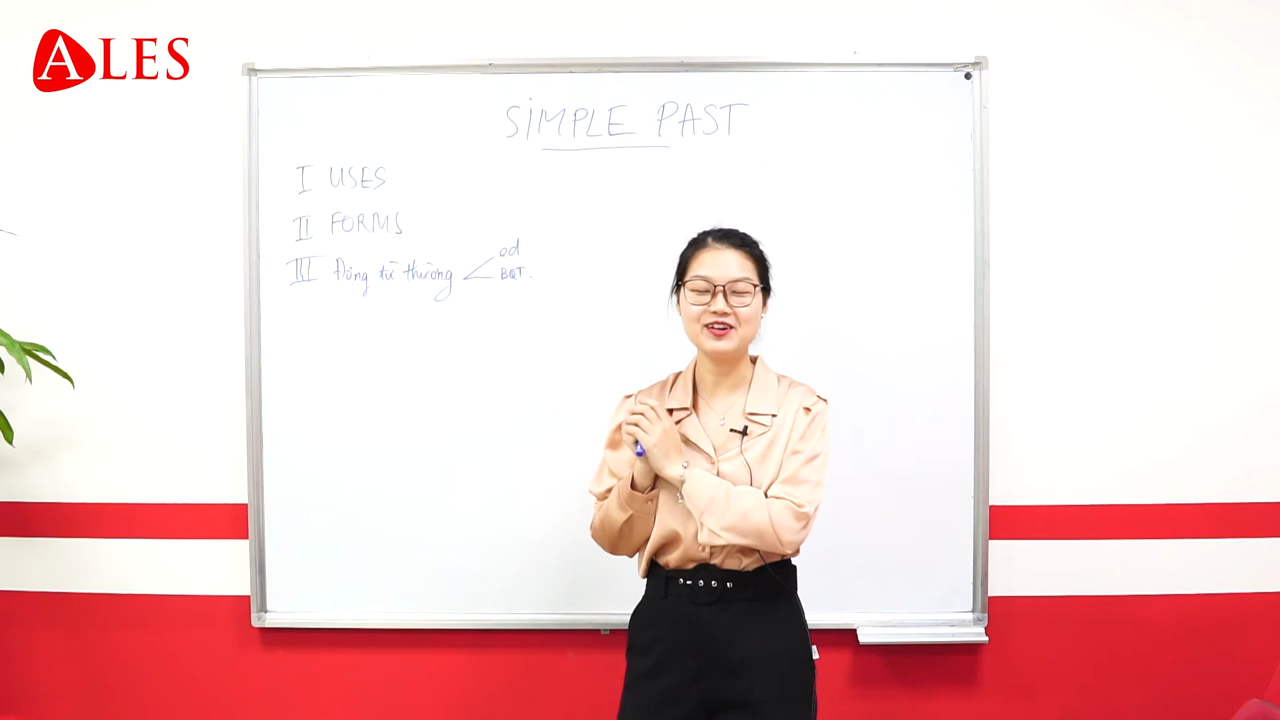 ALES
SiMPLE PAST
I USES
II FORMS
III Động từ thường < ed
BQT.